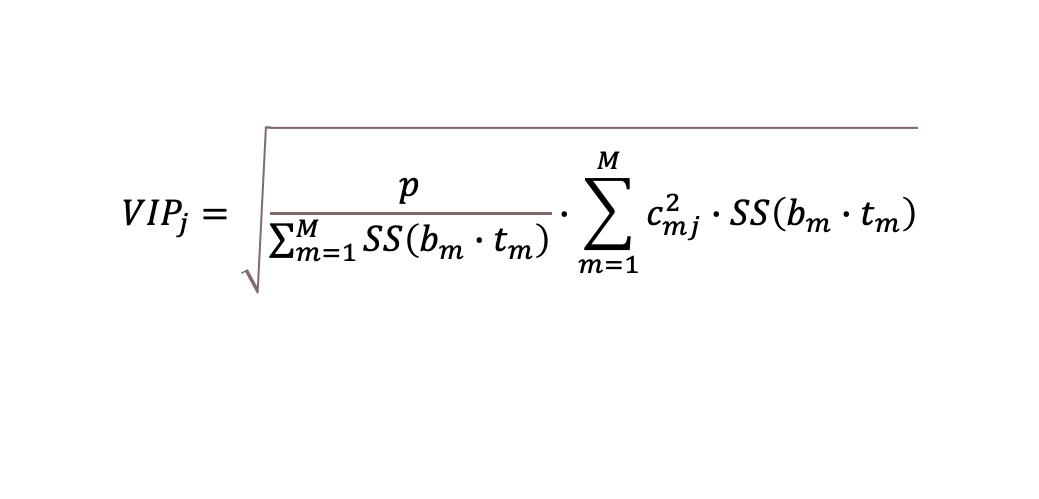 VIP_j = \sqrt{\frac{p}{\sum_{m=1}^{M} SS(b_m \cdot t_m)} \cdot \sum_{m=1}^{M} c_{mj}^{2} \cdot SS(b_m \cdot t_m)}